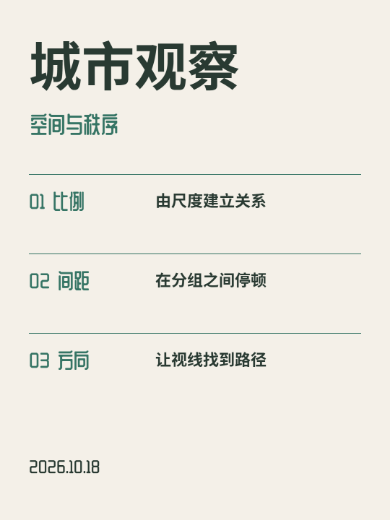 城市观察
空间与秩序
01 比例 由尺度建立关系
02 间距 在分组之间停顿
03 方向 让视线找到路径
2026.10.18